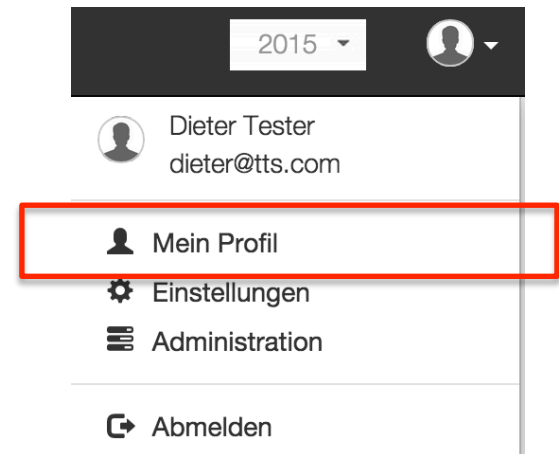 2015
Dieter Tester
dieter@tts.com
Mein Profil
Einstellungen
Administration
Abmelden